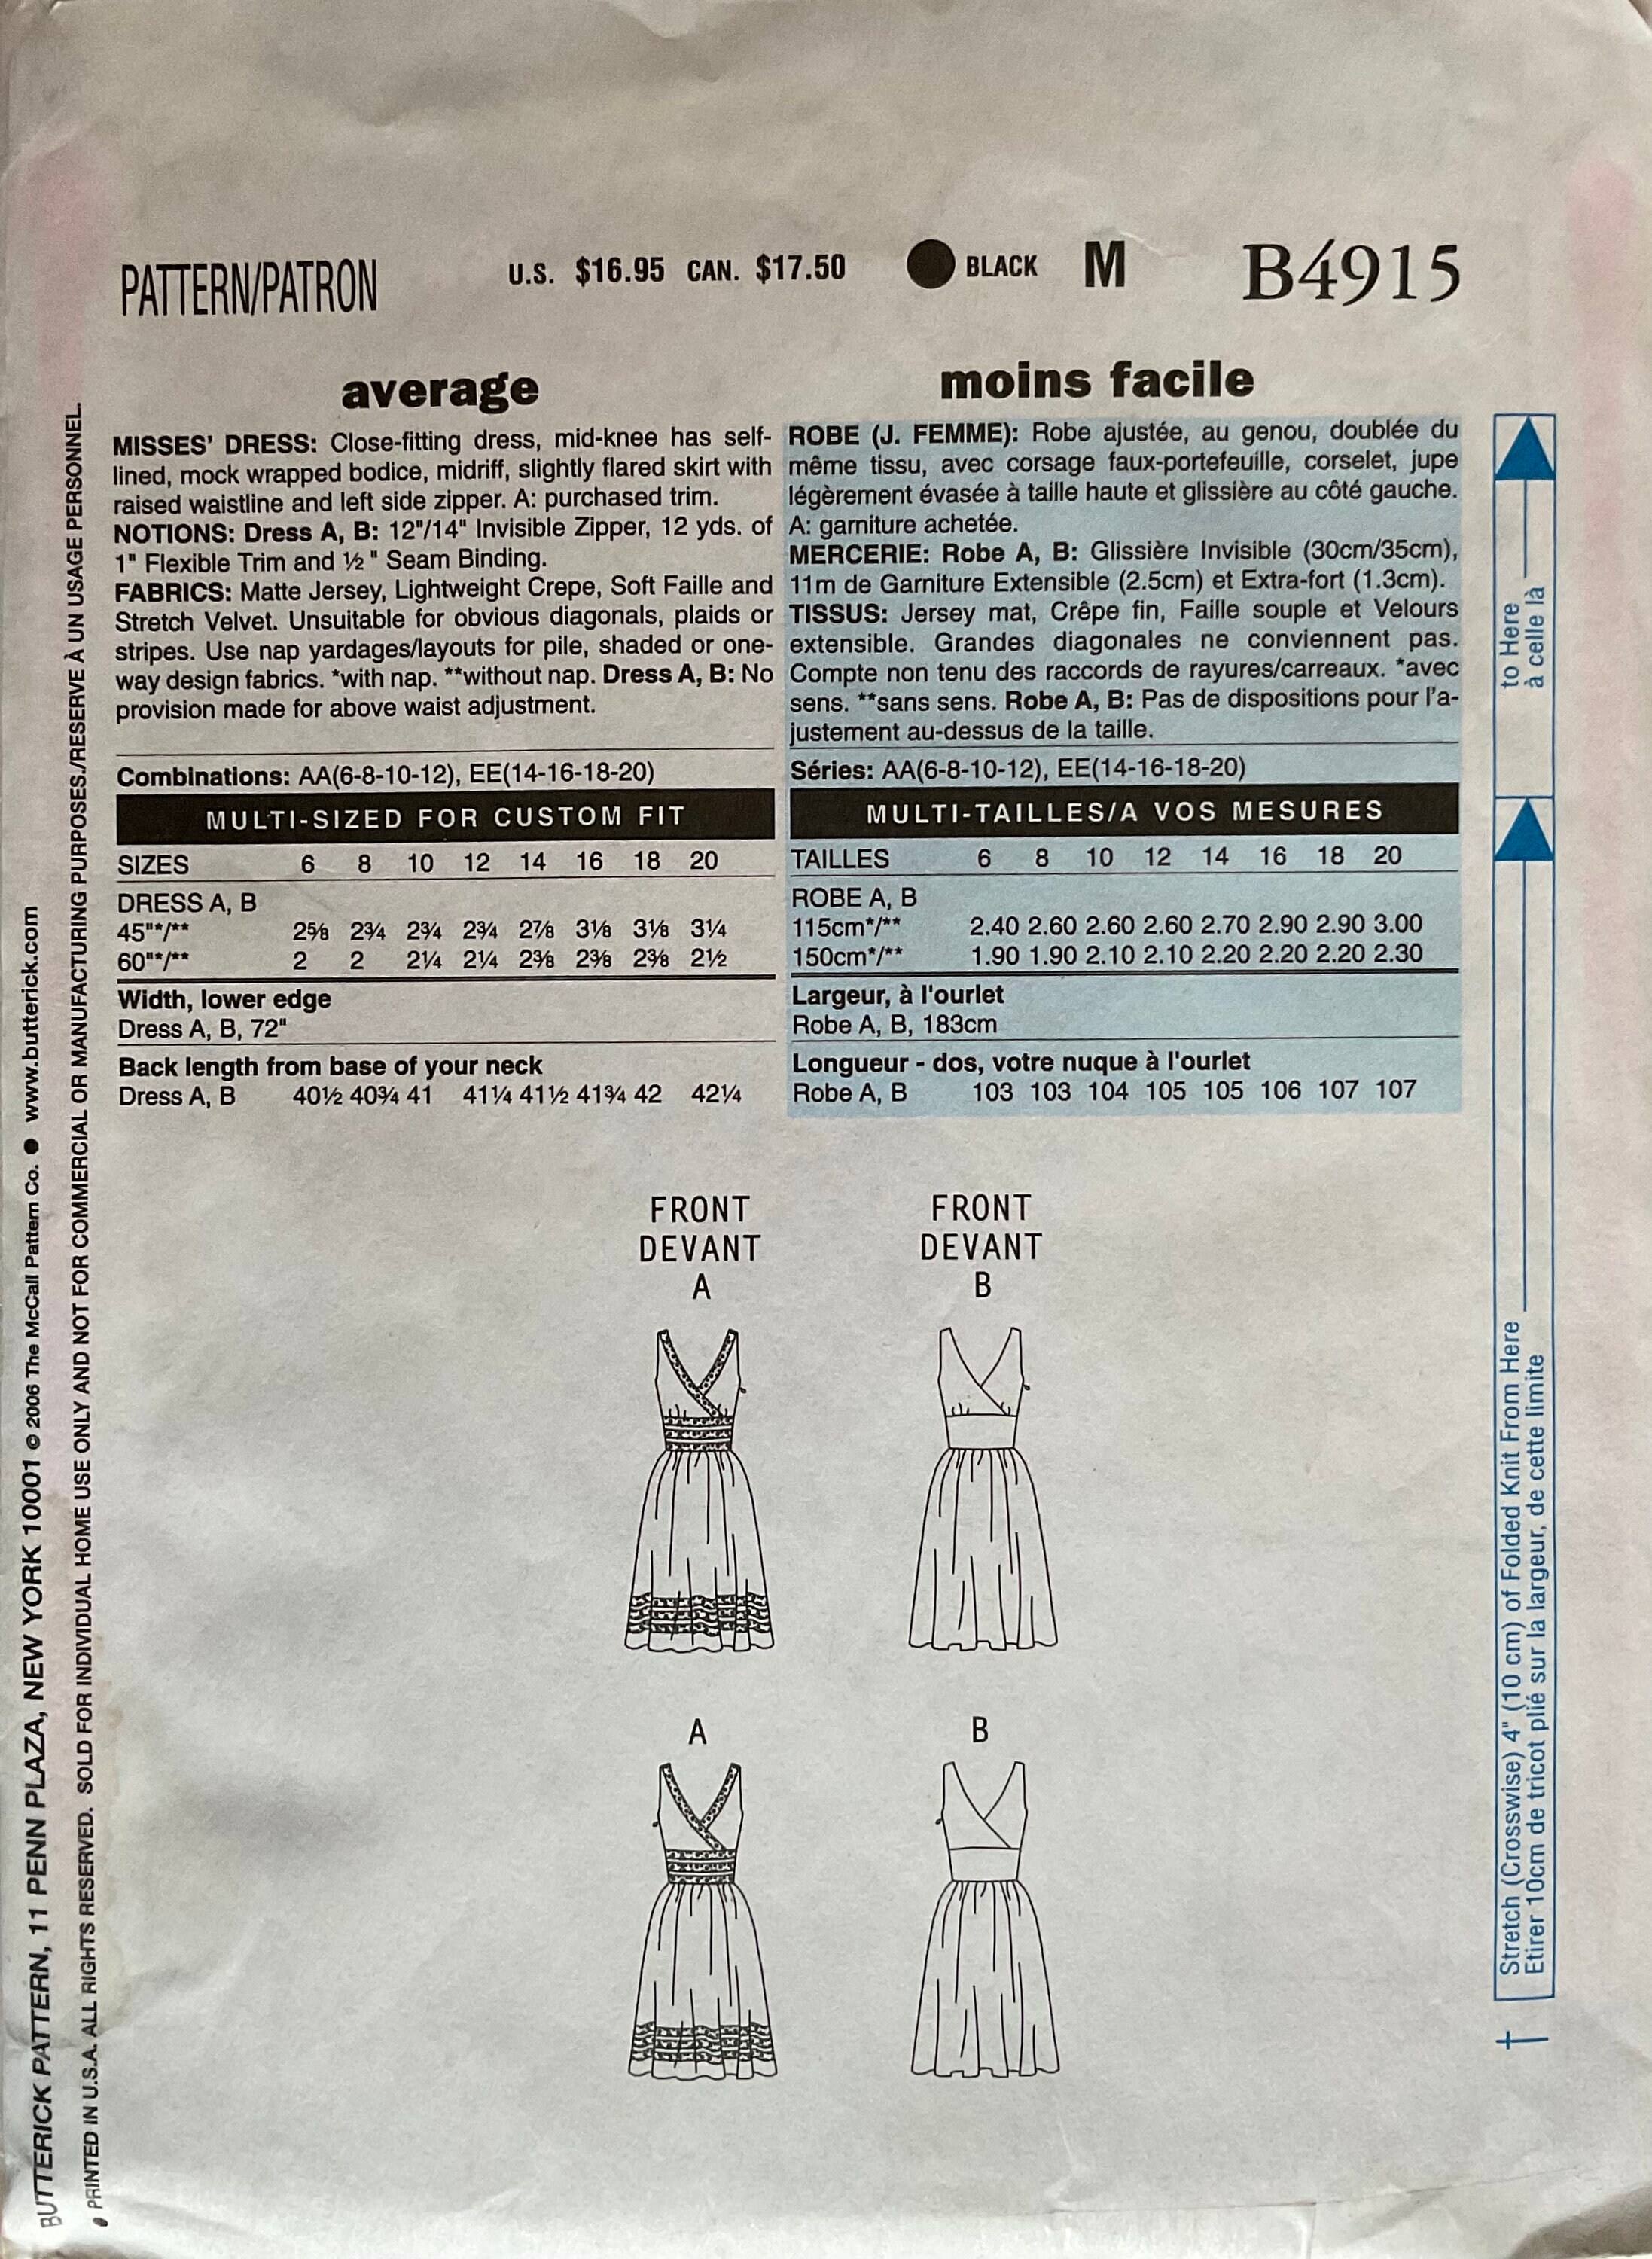 PATTERN/PATRON
U.S. $16.95 CAN. $17.50
BLACK M
B4915
average
MISSES' DRESS: Close-fitting dress, mid-knee has self-
lined, mock wrapped bodice, midriff, slightly flared skirt with
raised waistline and left side zipper. A: purchased trim.
NOTIONS: Dress A, B: 12"/14" Invisible Zipper, 12 yds. of
1" Flexible Trim and ½ " Seam Binding.
FABRICS: Matte Jersey, Lightweight Crepe, Soft Faille and
Stretch Velvet. Unsuitable for obvious diagonals, plaids or
stripes. Use nap yardages/layouts for pile, shaded or one-
way design fabrics. *with nap. **without nap. Dress A, B: No
provision made for above waist adjustment.
Combinations: AA(6-8-10-12), EE(14-16-18-20)
MULTI-SIZED FOR CUSTOM FIT
SIZES 6 8 10 12 14 16 18 20
DRESS A, B
45"*/** 2⅝ 2¾ 2¾ 2¾ 2⅞ 3⅛ 3⅛ 3¼
60"*/** 2 2 2¼ 2¼ 2⅜ 2⅜ 2⅜ 2½
Width, lower edge
Dress A, B, 72"
Back length from base of your neck
Dress A, B 40½ 40¾ 41 41¼ 41½ 41¾ 42 42¼
moins facile
ROBE (J. FEMME): Robe ajustée, au genou, doublée du
même tissu, avec corsage faux-portefeuille, corselet, jupe
légèrement évasée à taille haute et glissière au côté gauche.
A: garniture achetée.
MERCERIE: Robe A, B: Glissière Invisible (30cm/35cm),
11m de Garniture Extensible (2.5cm) et Extra-fort (1.3cm).
TISSUS: Jersey mat, Crêpe fin, Faille souple et Velours
extensible. Grandes diagonales ne conviennent pas.
Compte non tenu des raccords de rayures/carreaux. *avec
sens. **sans sens. Robe A, B: Pas de dispositions pour l'a-
justement au-dessus de la taille.
Séries: AA(6-8-10-12), EE(14-16-18-20)
MULTI-TAILLES/A VOS MESURES
TAILLES 6 8 10 12 14 16 18 20
ROBE A, B
115cm*/** 2.40 2.60 2.60 2.60 2.70 2.90 2.90 3.00
150cm*/** 1.90 1.90 2.10 2.10 2.20 2.20 2.20 2.30
Largeur, à l'ourlet
Robe A, B, 183cm
Longueur - dos, votre nuque à l'ourlet
Robe A, B 103 103 104 105 105 106 107 107
FRONT
DEVANT
A
FRONT
DEVANT
B
A
B
BUTTERICK PATTERN, 11 PENN PLAZA, NEW YORK 10001 © 2006 The McCall Pattern Co. ● www.butterick.com
● PRINTED IN U.S.A. ALL RIGHTS RESERVED. SOLD FOR INDIVIDUAL HOME USE ONLY AND NOT FOR COMMERCIAL OR MANUFACTURING PURPOSES./RESERVE À UN USAGE PERSONNEL.
Stretch (Crosswise) 4" (10 cm) of Folded Knit From Here
Etirer 10cm de tricot plié sur la largeur, de cette limite
to Here
à celle là